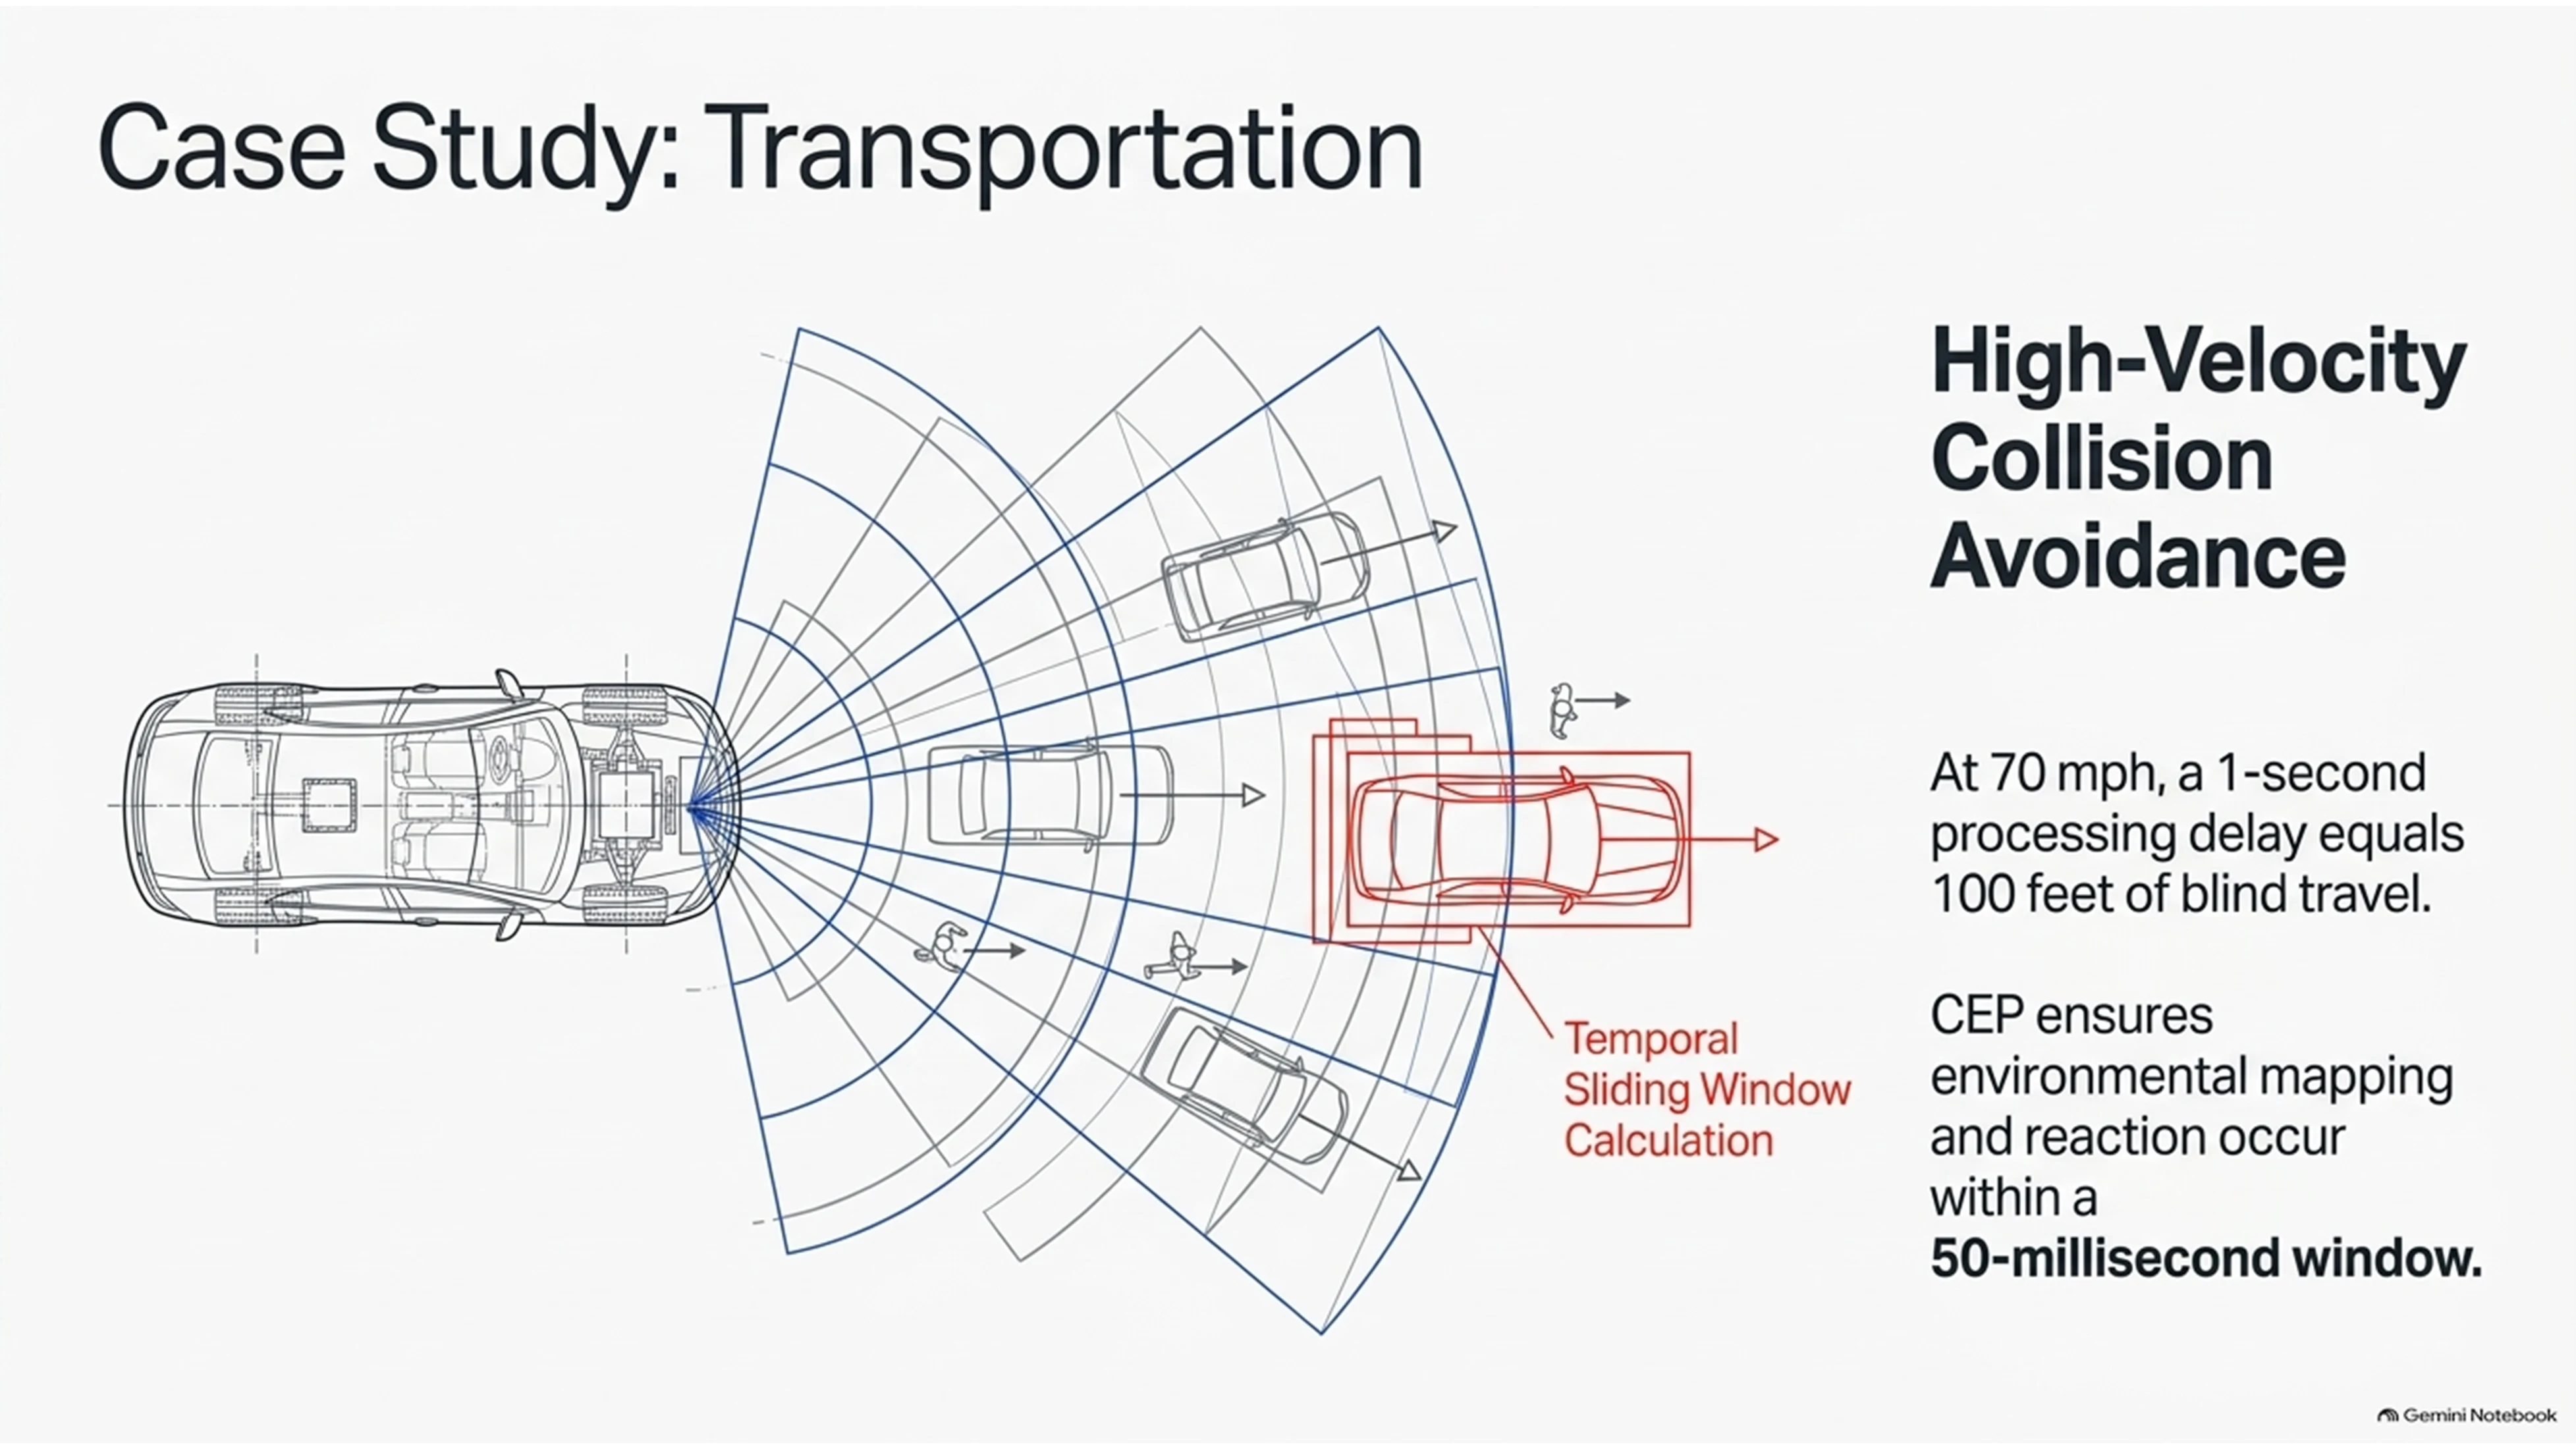 Case Study: Transportation
High-Velocity
Collision
Avoidance
At 70 mph, a 1-second
processing delay equals
100 feet of blind travel.
CEP ensures
environmental mapping
and reaction occur
within a
50-millisecond window.
Temporal
Sliding Window
Calculation
Gemini Notebook